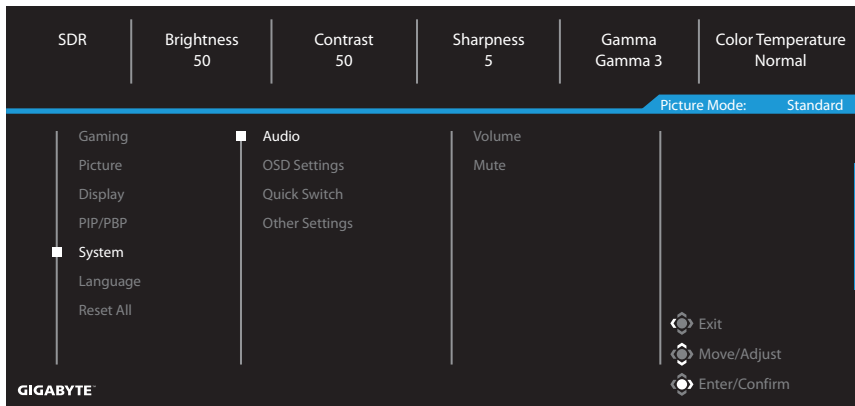 SDR
Brightness
50
Contrast
50
Sharpness
5
Gamma
Gamma 3
Color Temperature
Normal
Picture Mode: Standard
Gaming
Picture
Display
PIP/PBP
System
Language
Reset All
Audio
OSD Settings
Quick Switch
Other Settings
Volume
Mute
Exit
Move/Adjust
Enter/Confirm
GIGABYTE™